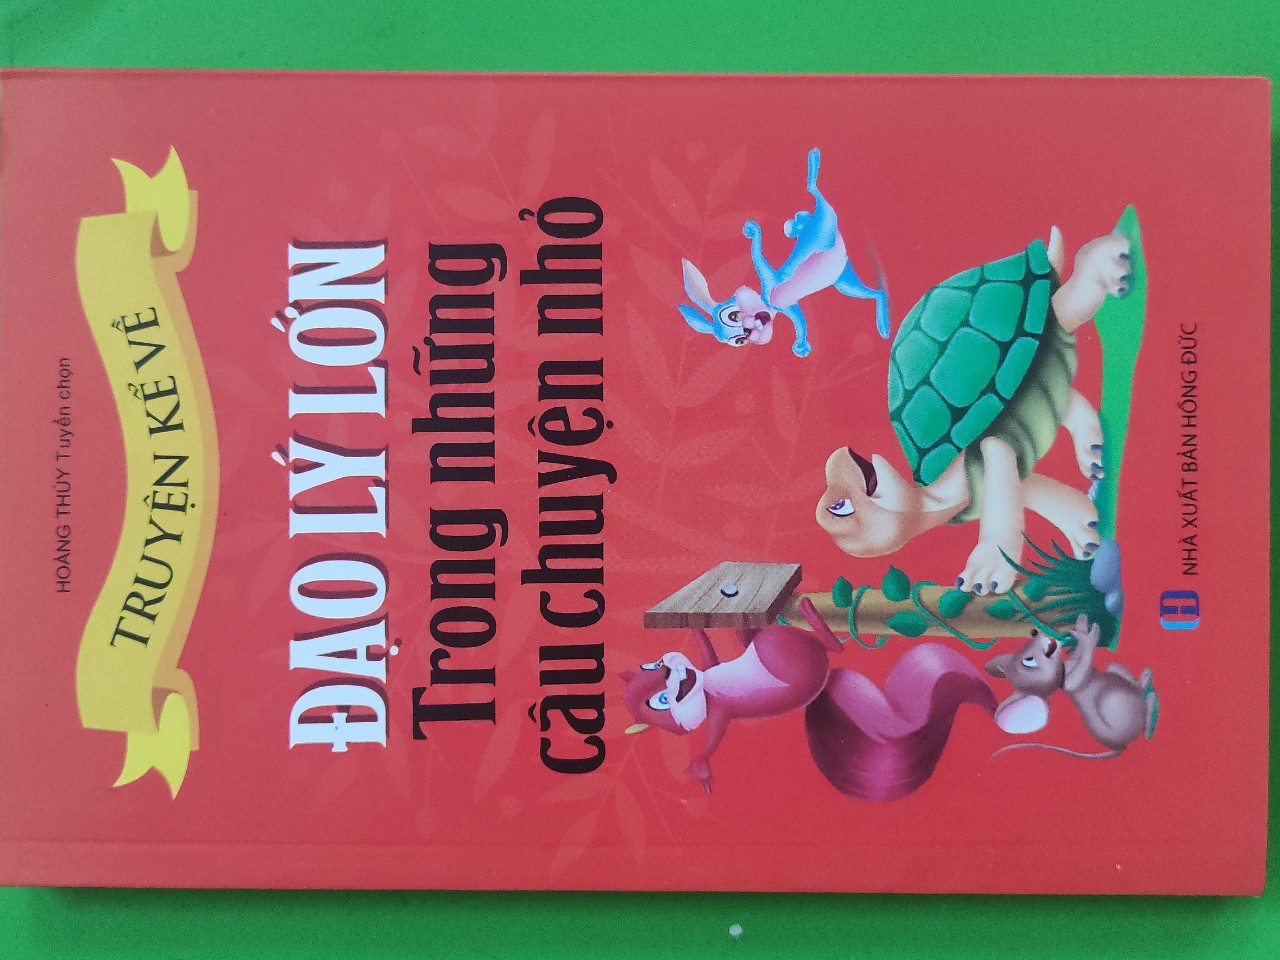 HOÀNG THÚY Tuyển chọn
TRUYỆN KỂ VỀ
ĐẠO LÝ LỚN
Trong những
câu chuyện nhỏ
NHÀ XUẤT BẢN HỒNG ĐỨC